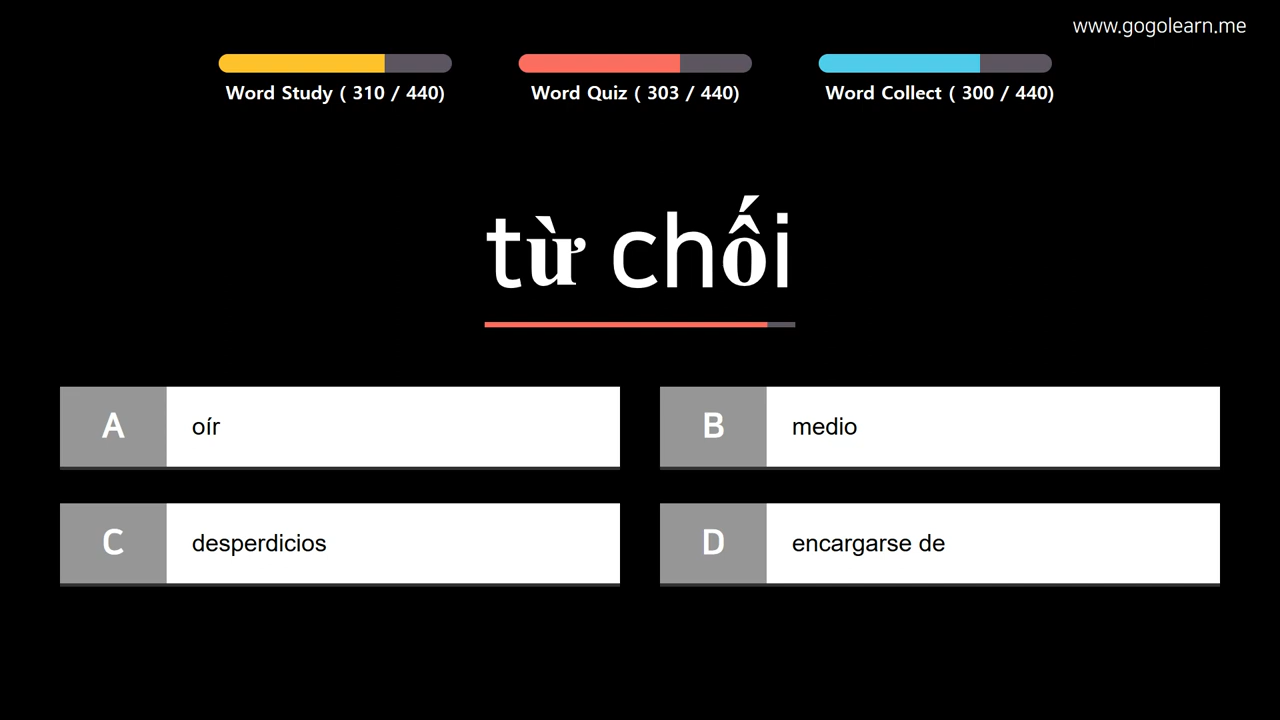 www.gogolearn.me
Word Study ( 310 / 440)
Word Quiz ( 303 / 440)
Word Collect ( 300 / 440)
từ chối
A oír
B medio
C desperdicios
D encargarse de